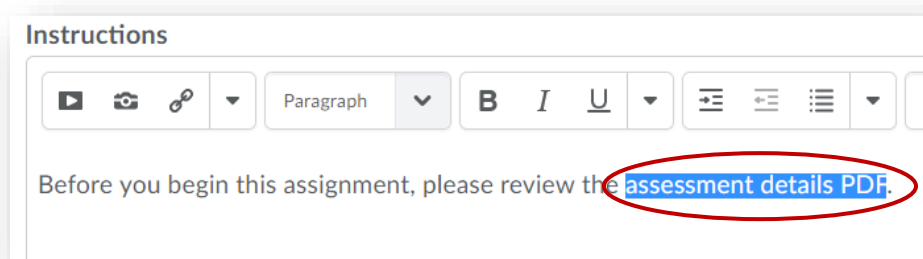 Instructions
Paragraph B I U
Before you begin this assignment, please review the assessment details PDF.